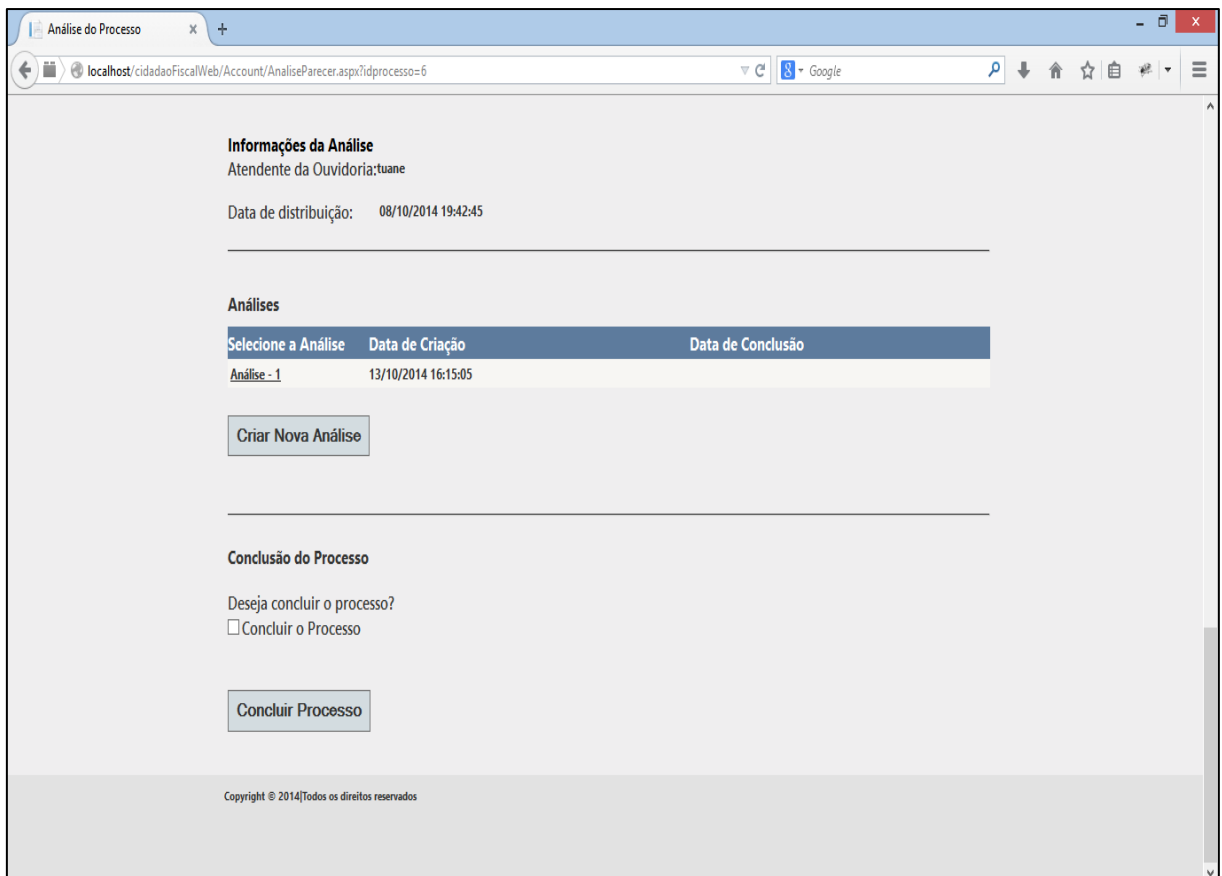 Análise do Processo
localhost/cidadaoFiscalWeb/Account/AnaliseParecer.aspx?idprocesso=6
Google
Informações da Análise
Atendente da Ouvidoria:tuane
Data de distribuição: 08/10/2014 19:42:45
Análises
Selecione a Análise Data de Criação Data de Conclusão
Análise - 1 13/10/2014 16:15:05
Criar Nova Análise
Conclusão do Processo
Deseja concluir o processo?
Concluir o Processo
Concluir Processo
Copyright © 2014|Todos os direitos reservados